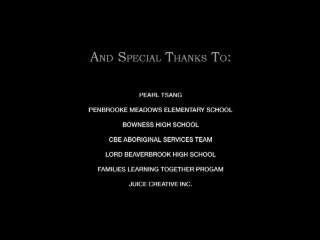 And Special Thanks To:
PEARL TSANG
PENBROOKE MEADOWS ELEMENTARY SCHOOL
BOWNESS HIGH SCHOOL
CBE ABORIGINAL SERVICES TEAM
LORD BEAVERBROOK HIGH SCHOOL
FAMILIES LEARNING TOGETHER PROGAM
JUICE CREATIVE INC.